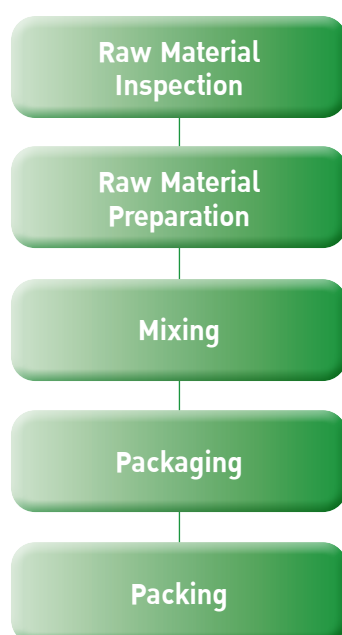 Raw Material
Inspection
Raw Material
Preparation
Mixing
Packaging
Packing